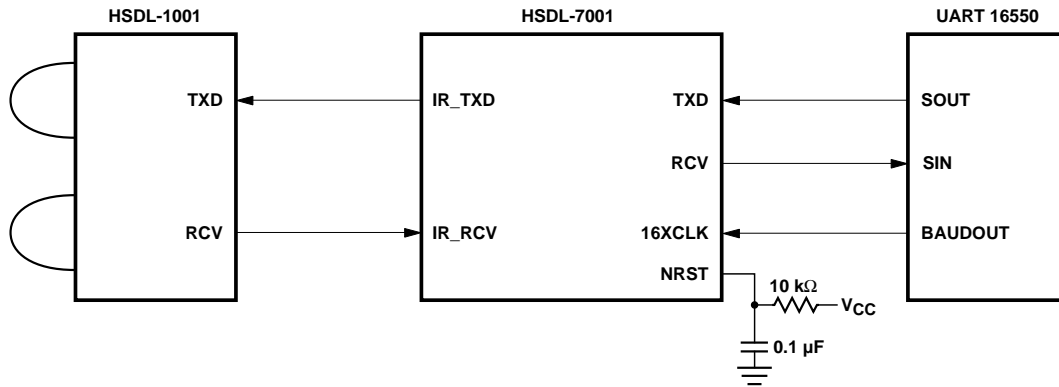 HSDL-1001
HSDL-7001
UART 16550
TXD
IR_TXD
TXD
SOUT
RCV
SIN
RCV
IR_RCV
16XCLK
BAUDOUT
NRST
10 kΩ
VCC
0.1 µF